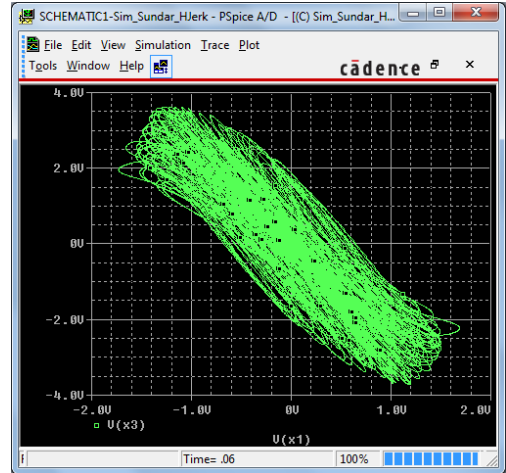 SCHEMATIC1-Sim_Sundar_HJerk - PSpice A/D - [(C) Sim_Sundar_H...
File Edit View Simulation Trace Plot
Tools Window Help
cādence
4.0V
2.0V
0V
-2.0V
-4.0V
-2.0V -1.0V 0V 1.0V 2.0V
V(x3)
V(x1)
F Time= .06 100%